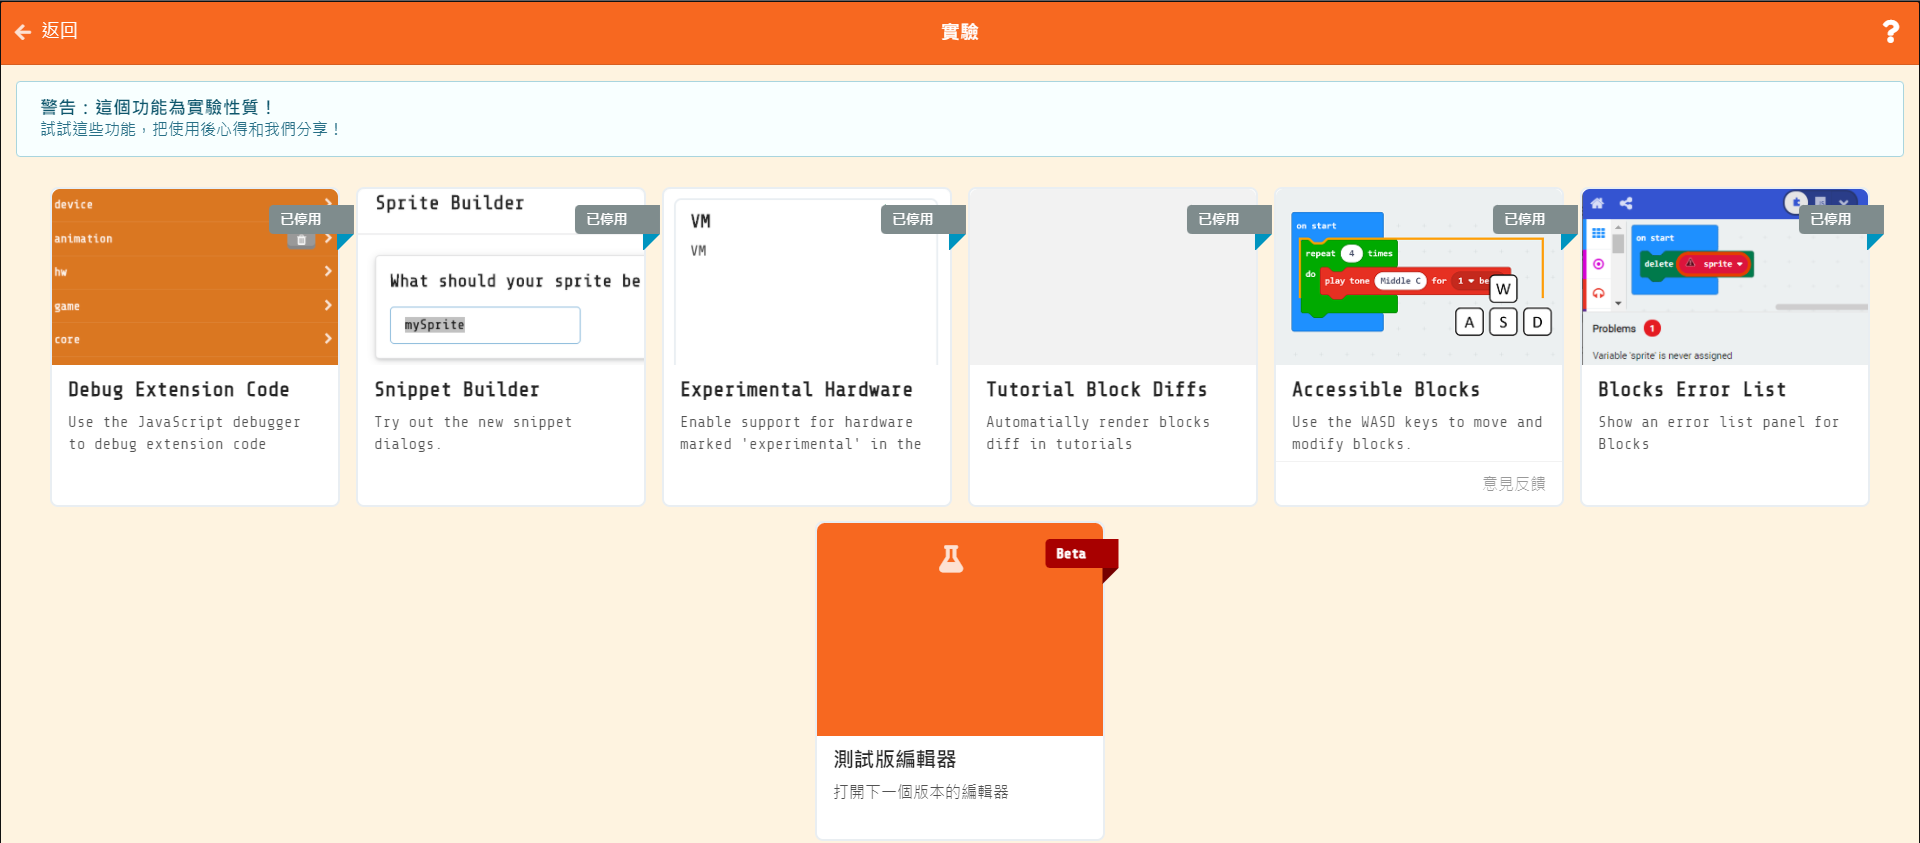 返回
實驗
?
警告：這個功能為實驗性質！
試試這些功能，把使用後心得和我們分享！
device
animation
hw
game
core
已停用
Debug Extension Code
Use the JavaScript debugger
to debug extension code
Sprite Builder
已停用
What should your sprite be
mySprite
Snippet Builder
Try out the new snippet
dialogs.
VM
VM
已停用
Experimental Hardware
Enable support for hardware
marked 'experimental' in the
已停用
Tutorial Block Diffs
Automatially render blocks
diff in tutorials
已停用
on start
repeat 4 times
do
play tone Middle C for 1 be
W
A S D
Accessible Blocks
Use the WASD keys to move and
modify blocks.
意見反饋
已停用
on start
delete sprite
Problems 1
Variable 'sprite' is never assigned
Blocks Error List
Show an error list panel for
Blocks
Beta
測試版編輯器
打開下一個版本的編輯器